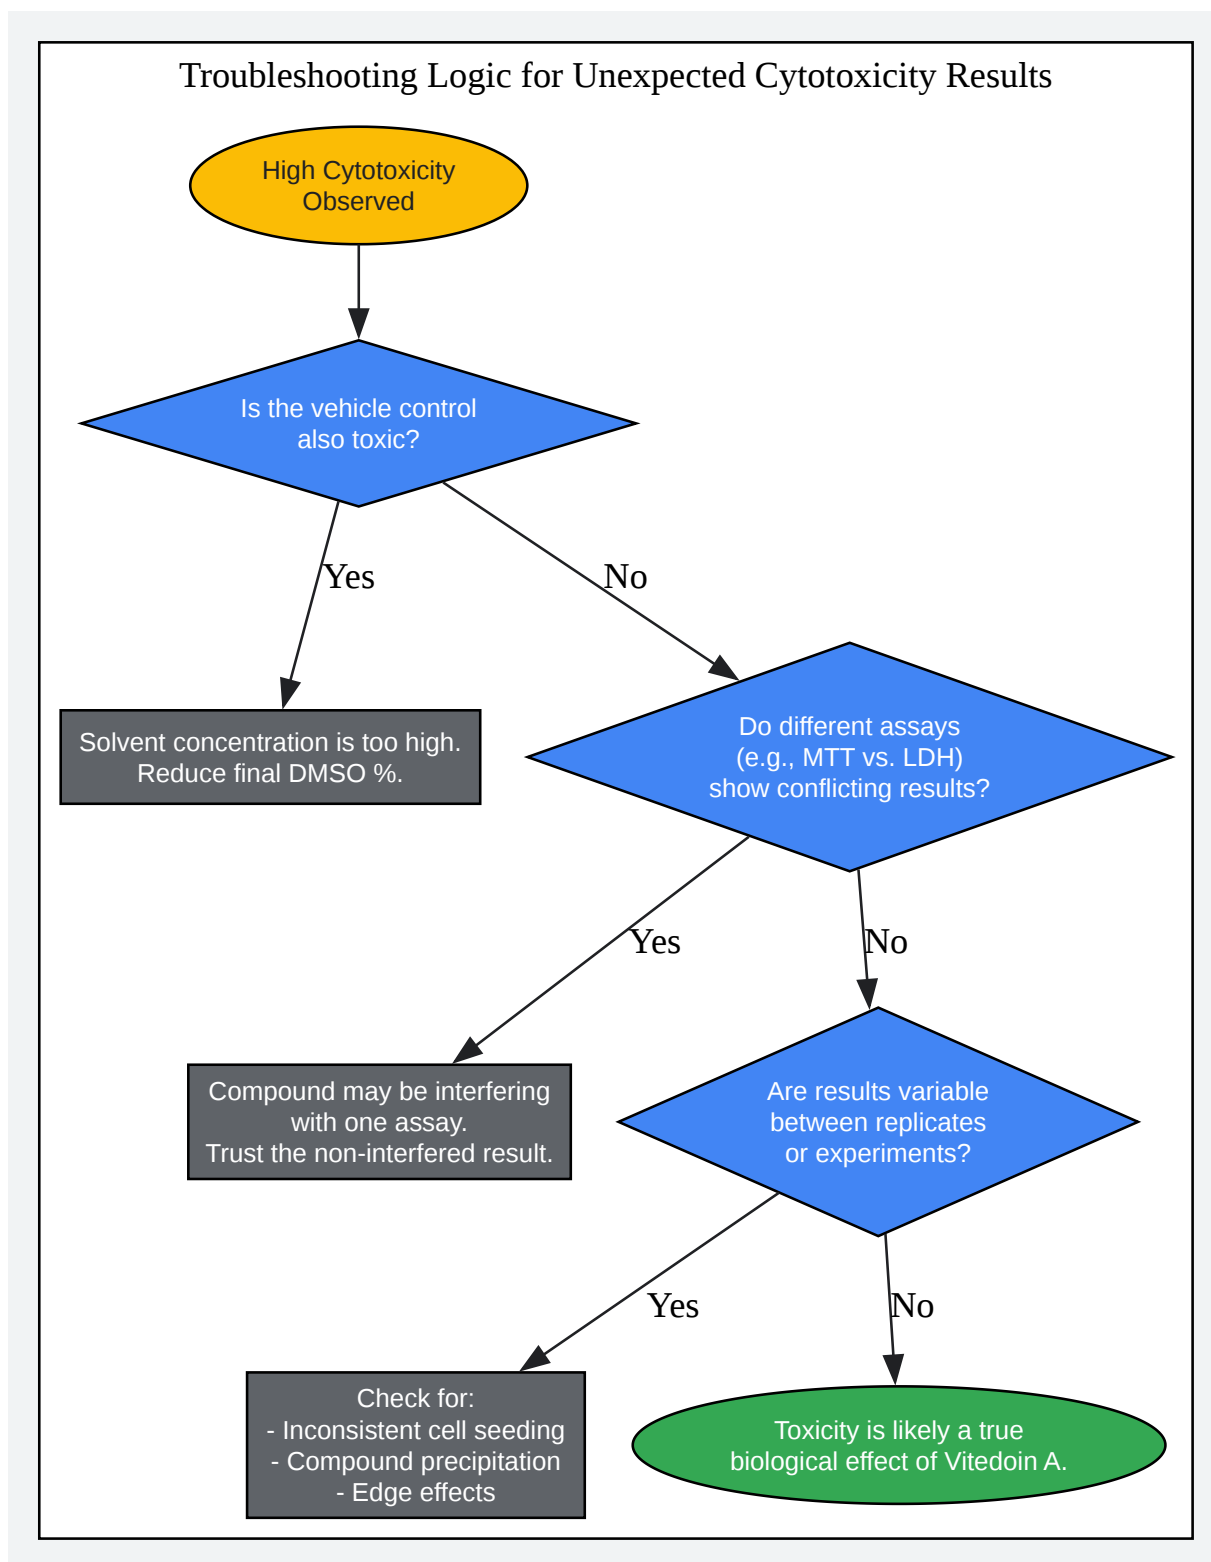 Troubleshooting Logic for Unexpected Cytotoxicity Results
High Cytotoxicity
Observed
Is the vehicle control
also toxic?
Yes
No
Solvent concentration is too high.
Reduce final DMSO %.
Do different assays
(e.g., MTT vs. LDH)
show conflicting results?
Yes
No
Compound may be interfering
with one assay.
Trust the non-interfered result.
Are results variable
between replicates
or experiments?
Yes
No
Check for:
- Inconsistent cell seeding
- Compound precipitation
- Edge effects
Toxicity is likely a true
biological effect of Vitedoin A.